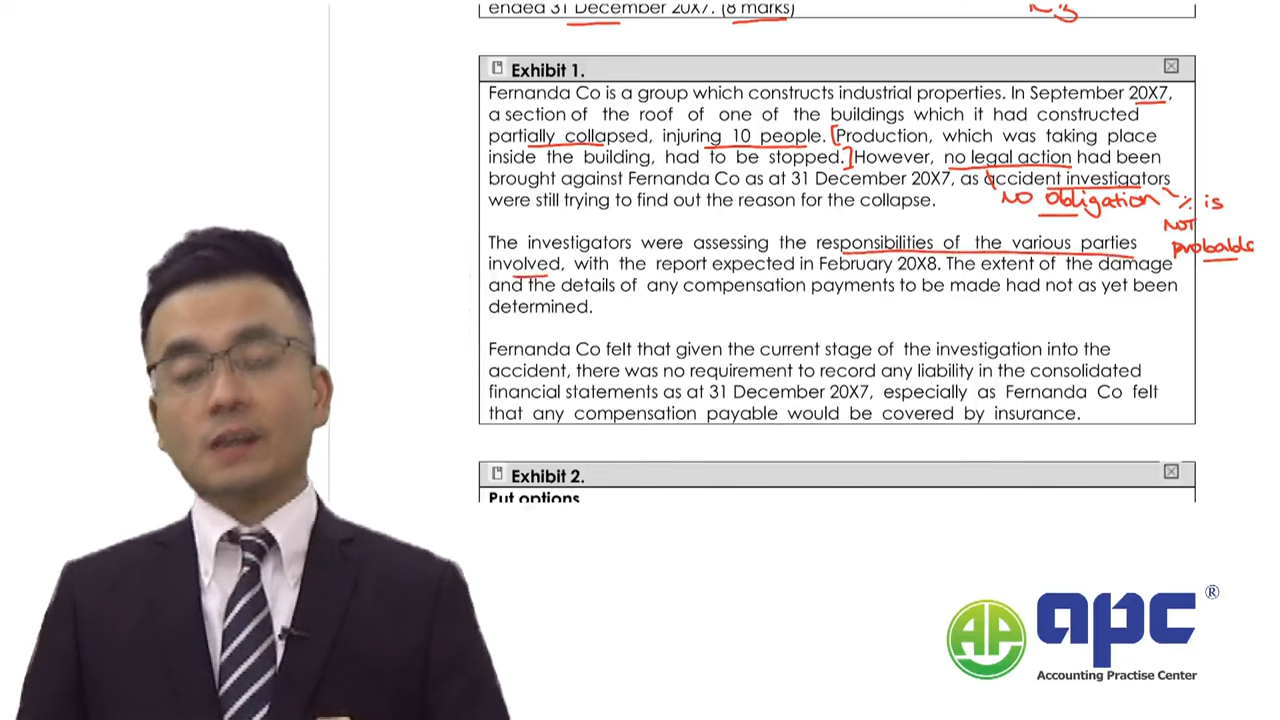 ended 31 December 20X7. (8 marks)
Exhibit 1.
Fernanda Co is a group which constructs industrial properties. In September 20X7,
a section of the roof of one of the buildings which it had constructed
partially collapsed, injuring 10 people. [Production, which was taking place
inside the building, had to be stopped.] However, no legal action had been
brought against Fernanda Co as at 31 December 20X7, as accident investigators
were still trying to find out the reason for the collapse.
NO obligation % is
NOT
probable
The investigators were assessing the responsibilities of the various parties
involved, with the report expected in February 20X8. The extent of the damage
and the details of any compensation payments to be made had not as yet been
determined.
Fernanda Co felt that given the current stage of the investigation into the
accident, there was no requirement to record any liability in the consolidated
financial statements as at 31 December 20X7, especially as Fernanda Co felt
that any compensation payable would be covered by insurance.
Exhibit 2.
Put options
AP apc ®
Accounting Practise Center